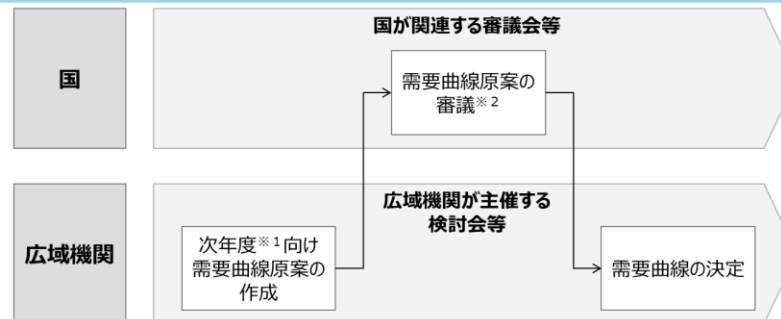 国
国が関連する審議会等
需要曲線原案の
審議※2
広域機関
広域機関が主催する
検討会等
次年度※1向け
需要曲線原案の
作成
需要曲線の決定